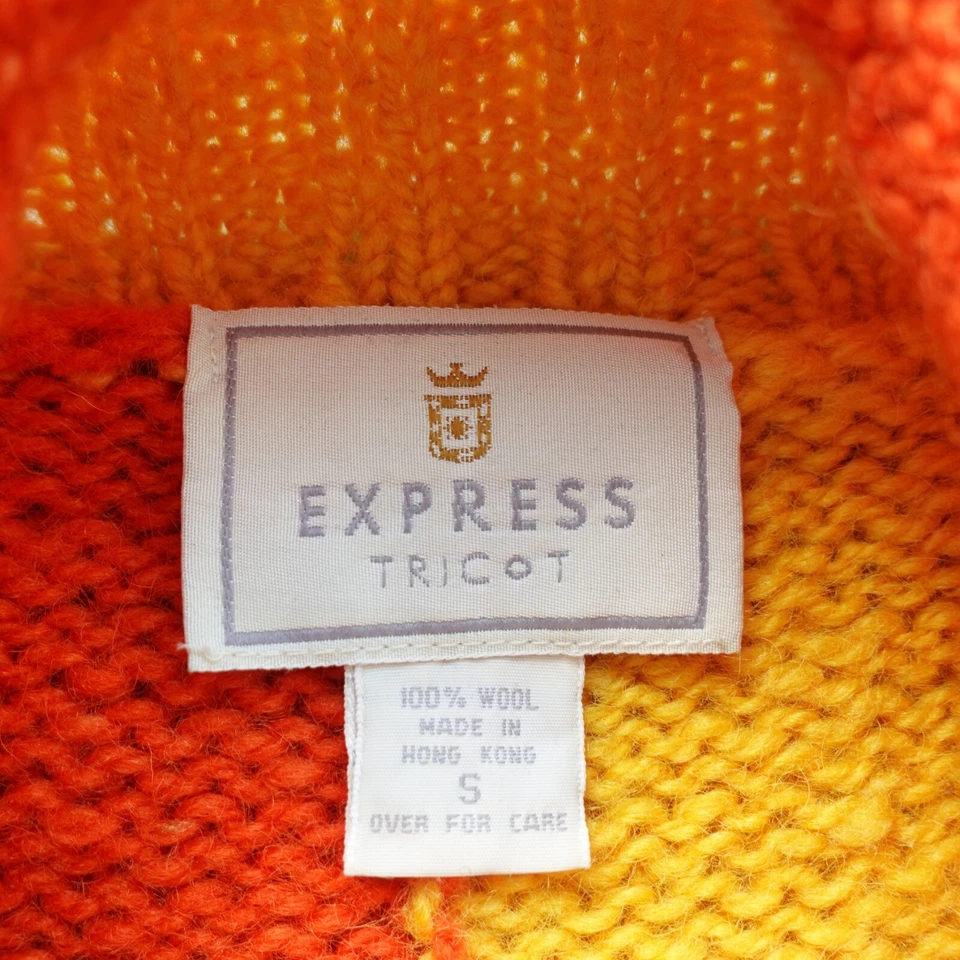 EXPRESS
TRICOT
100% WOOL
MADE IN
HONG KONG
S
OVER FOR CARE